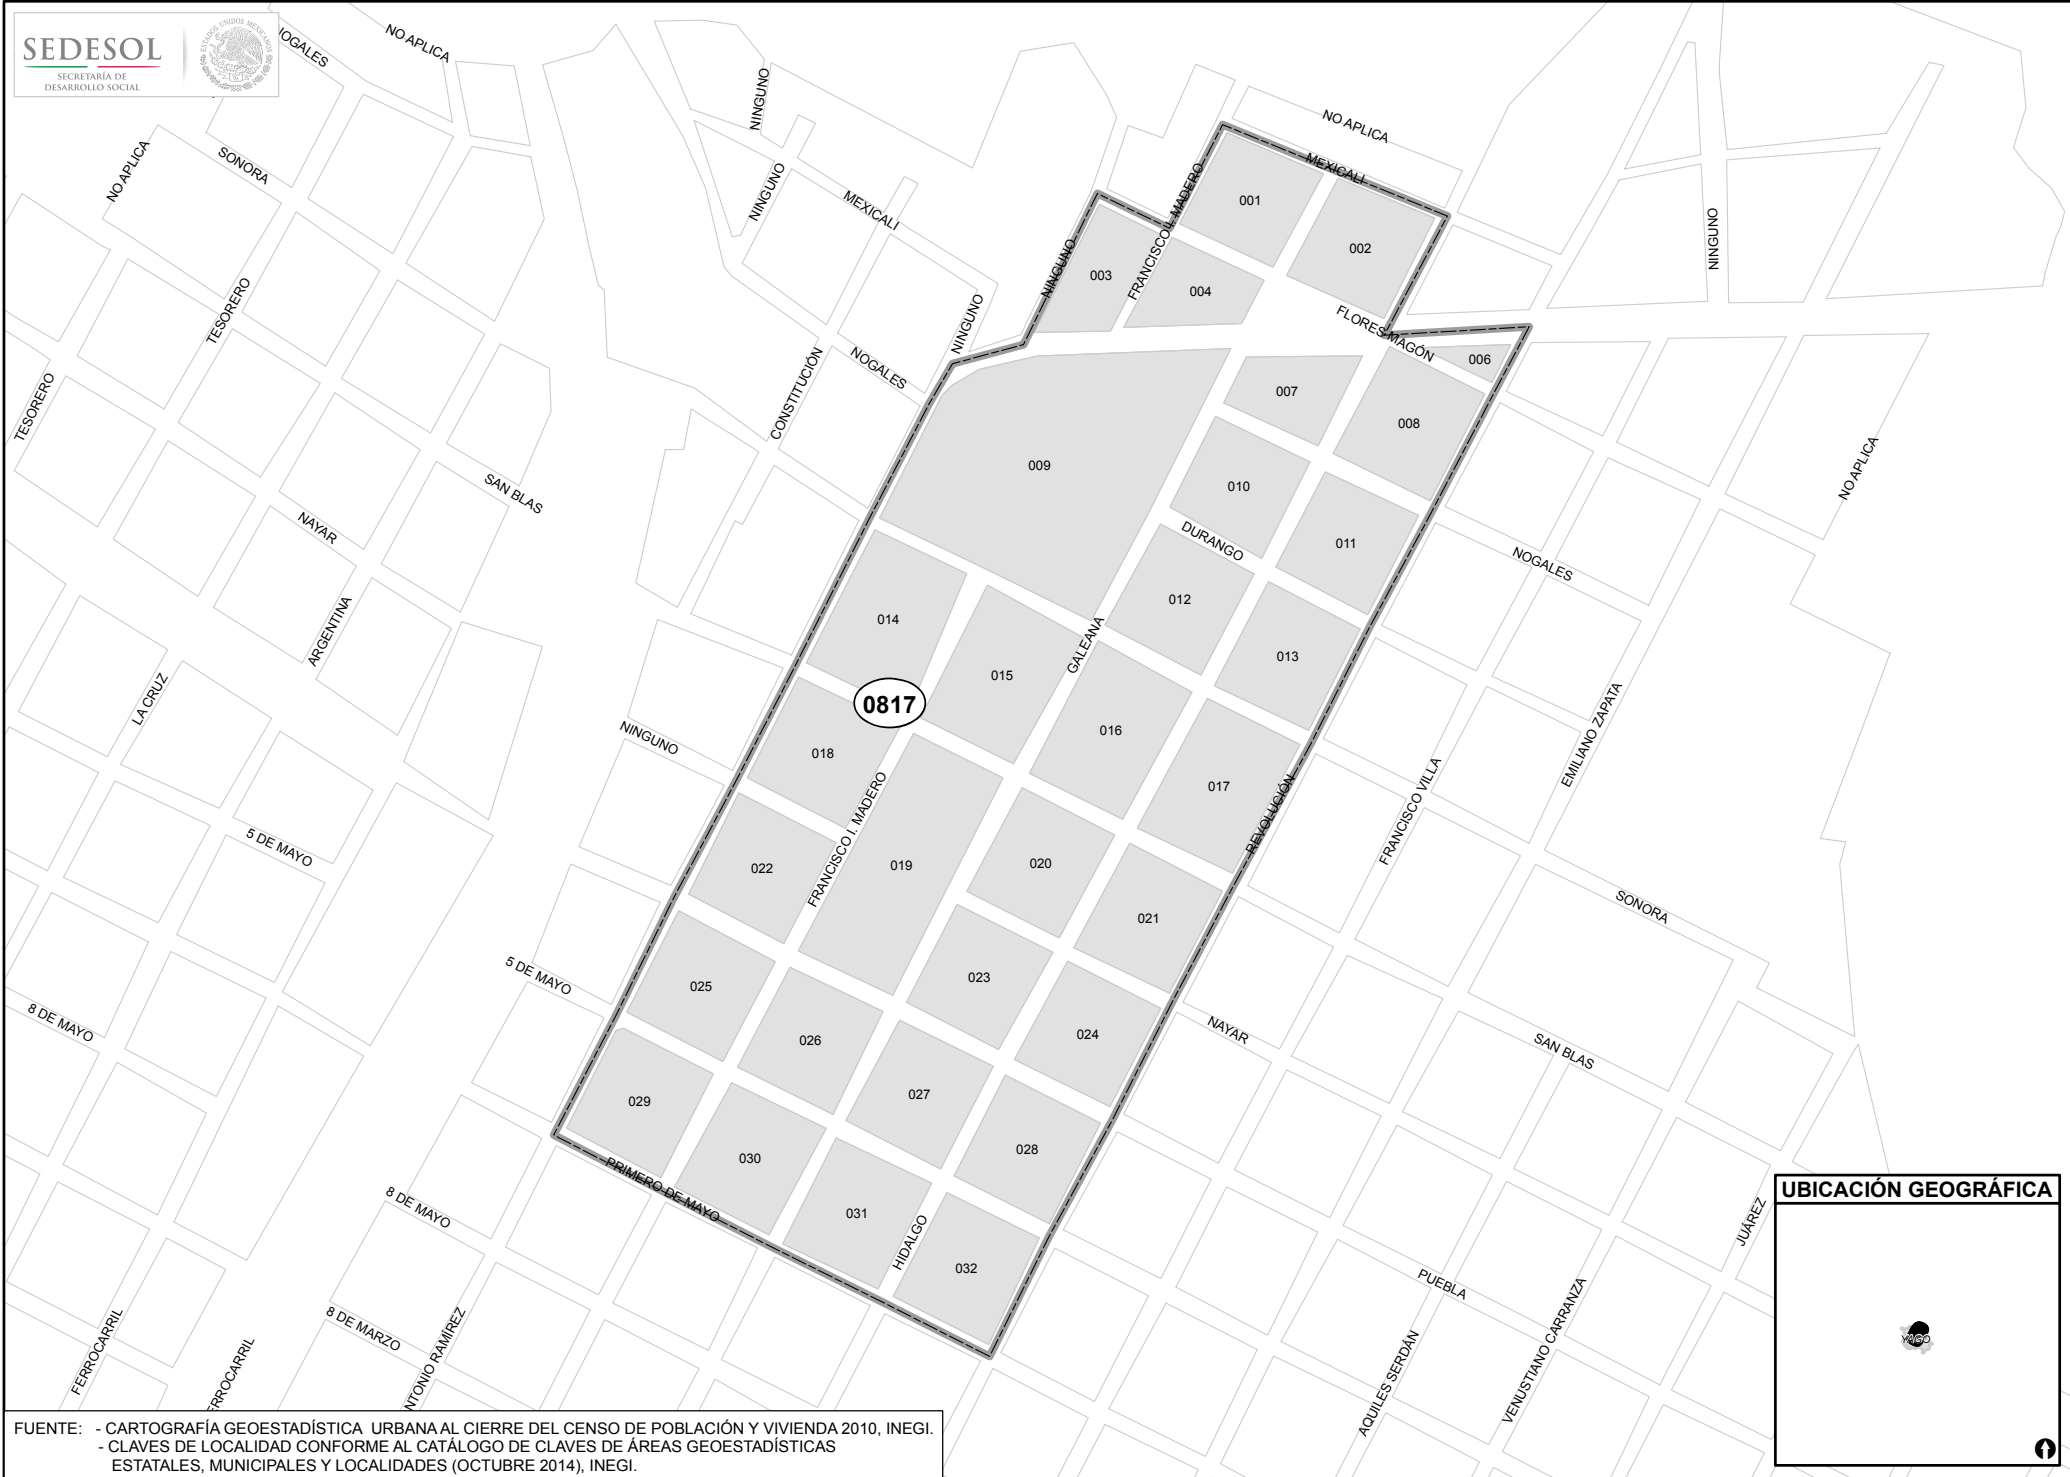 SEDESOL
SECRETARÍA DE
DESARROLLO SOCIAL
ESTADOS UNIDOS MEXICANOS
NO APLICA
NINGUNO
NO APLICA
NO APLICA
SONORA
NINGUNO
MEXICALI
MEXICALI
FRANCISCO I. MADERO
001
002
003
004
NINGUNO
NINGUNO
TESORERO
NINGUNO
FLORES MAGÓN
006
NOGALES
CONSTITUCIÓN
TESORERO
007
008
009
010
DURANGO
011
NO APLICA
SAN BLAS
NAYAR
NOGALES
ARGENTINA
012
GALEANA
013
014
015
0817
016
017
018
LA CRUZ
NINGUNO
EMILIANO ZAPATA
REVOLUCIÓN
FRANCISCO VILLA
5 DE MAYO
FRANCISCO I. MADERO
019
020
021
022
SONORA
5 DE MAYO
023
024
025
026
8 DE MAYO
NAYAR
SAN BLAS
027
028
029
030
PRIMERO DE MAYO
031
HIDALGO
032
8 DE MAYO
8 DE MARZO
PUEBLA
JUÁREZ
FERROCARRIL
ERROCARRIL
NTONIO RAMÍREZ
AQUILES SERDÁN
VENUSTIANO CARRANZA
UBICACIÓN GEOGRÁFICA
YAGO
FUENTE: - CARTOGRAFÍA GEOESTADÍSTICA URBANA AL CIERRE DEL CENSO DE POBLACIÓN Y VIVIENDA 2010, INEGI.
- CLAVES DE LOCALIDAD CONFORME AL CATÁLOGO DE CLAVES DE ÁREAS GEOESTADÍSTICAS
ESTATALES, MUNICIPALES Y LOCALIDADES (OCTUBRE 2014), INEGI.